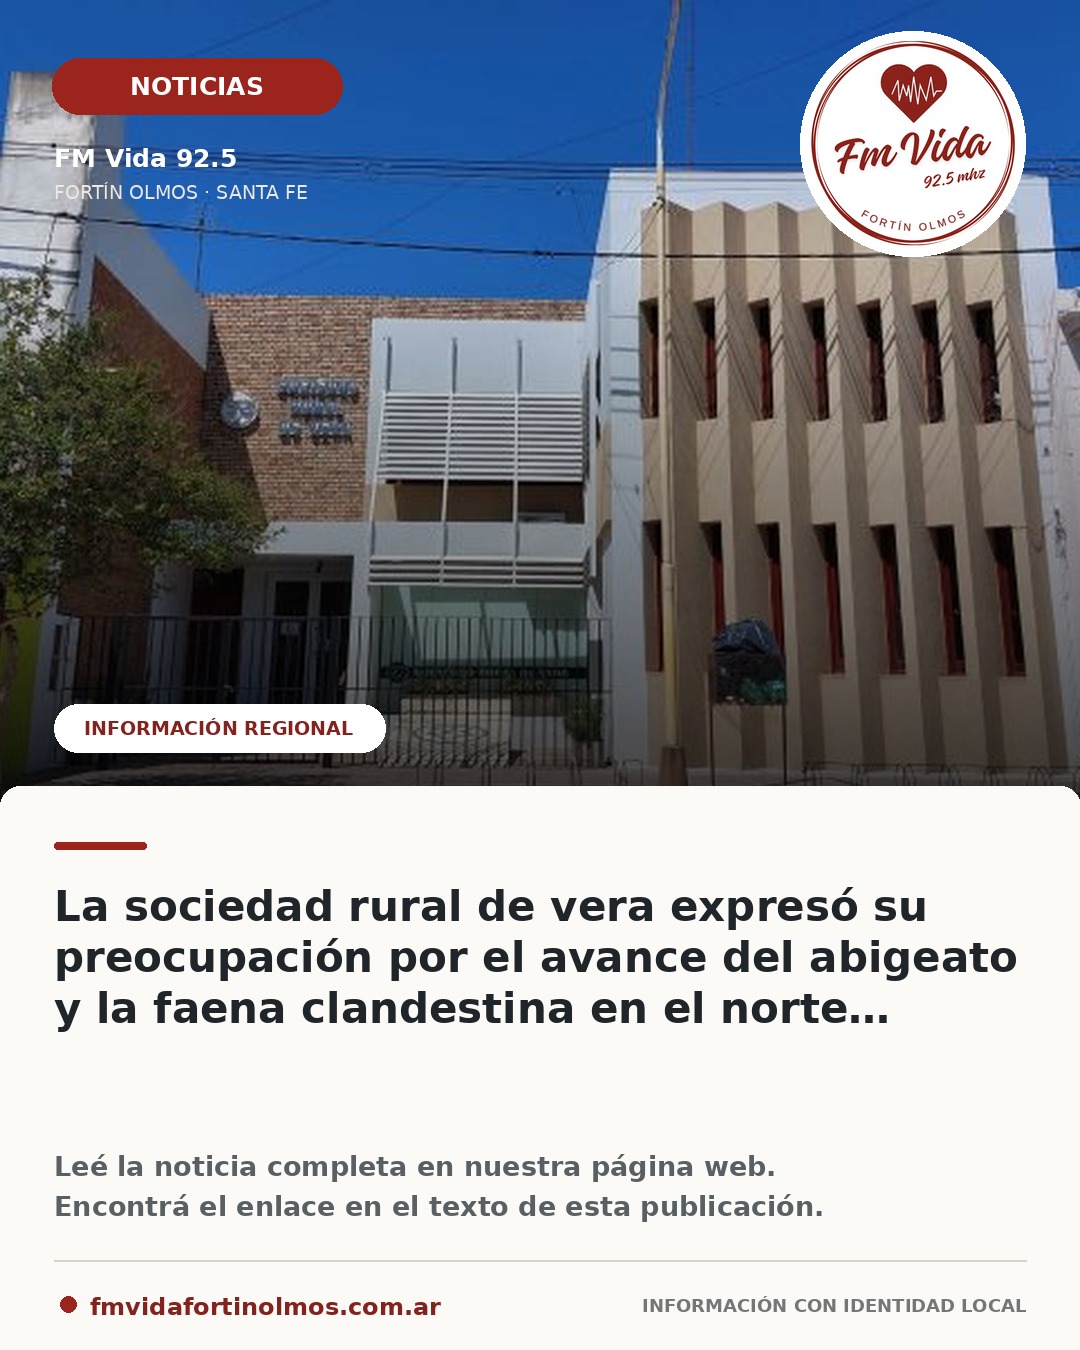 NOTICIAS
FM Vida 92.5
FORTÍN OLMOS · SANTA FE
Fm Vida
92.5 mhz
FORTÍN OLMOS
INFORMACIÓN REGIONAL
La sociedad rural de vera expresó su
preocupación por el avance del abigeato
y la faena clandestina en el norte…
Leé la noticia completa en nuestra página web.
Encontrá el enlace en el texto de esta publicación.
fmvidafortinolmos.com.ar
INFORMACIÓN CON IDENTIDAD LOCAL